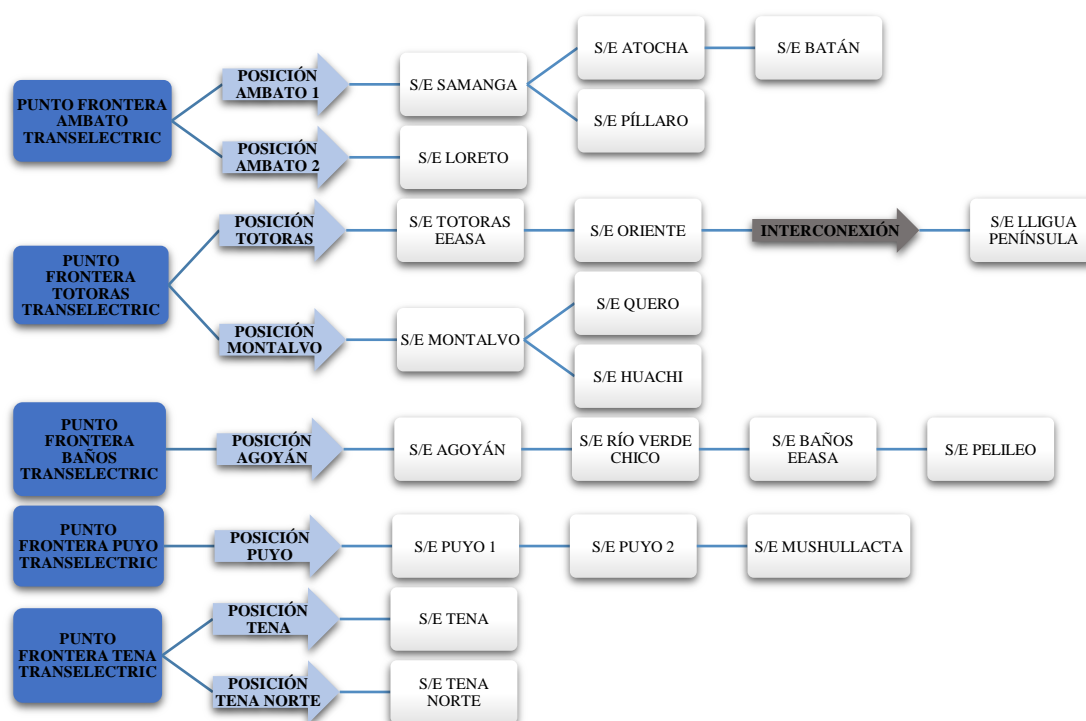 PUNTO FRONTERA
AMBATO
TRANSELECTRIC
POSICIÓN
AMBATO 1
S/E SAMANGA
S/E ATOCHA
S/E BATÁN
S/E PÍLLARO
POSICIÓN
AMBATO 2
S/E LORETO
PUNTO
FRONTERA
TOTORAS
TRANSELECTRIC
POSICIÓN
TOTORAS
S/E TOTORAS
EEASA
S/E ORIENTE
INTERCONEXIÓN
S/E LLIGUA
PENÍNSULA
POSICIÓN
MONTALVO
S/E MONTALVO
S/E QUERO
S/E HUACHI
PUNTO
FRONTERA
BAÑOS
TRANSELECTRIC
POSICIÓN
AGOYÁN
S/E AGOYÁN
S/E RÍO VERDE
CHICO
S/E BAÑOS
EEASA
S/E PELILEO
PUNTO
FRONTERA PUYO
TRANSELECTRIC
POSICIÓN
PUYO
S/E PUYO 1
S/E PUYO 2
S/E MUSHULLACTA
PUNTO
FRONTERA TENA
TRANSELECTRIC
POSICIÓN
TENA
S/E TENA
POSICIÓN
TENA NORTE
S/E TENA
NORTE